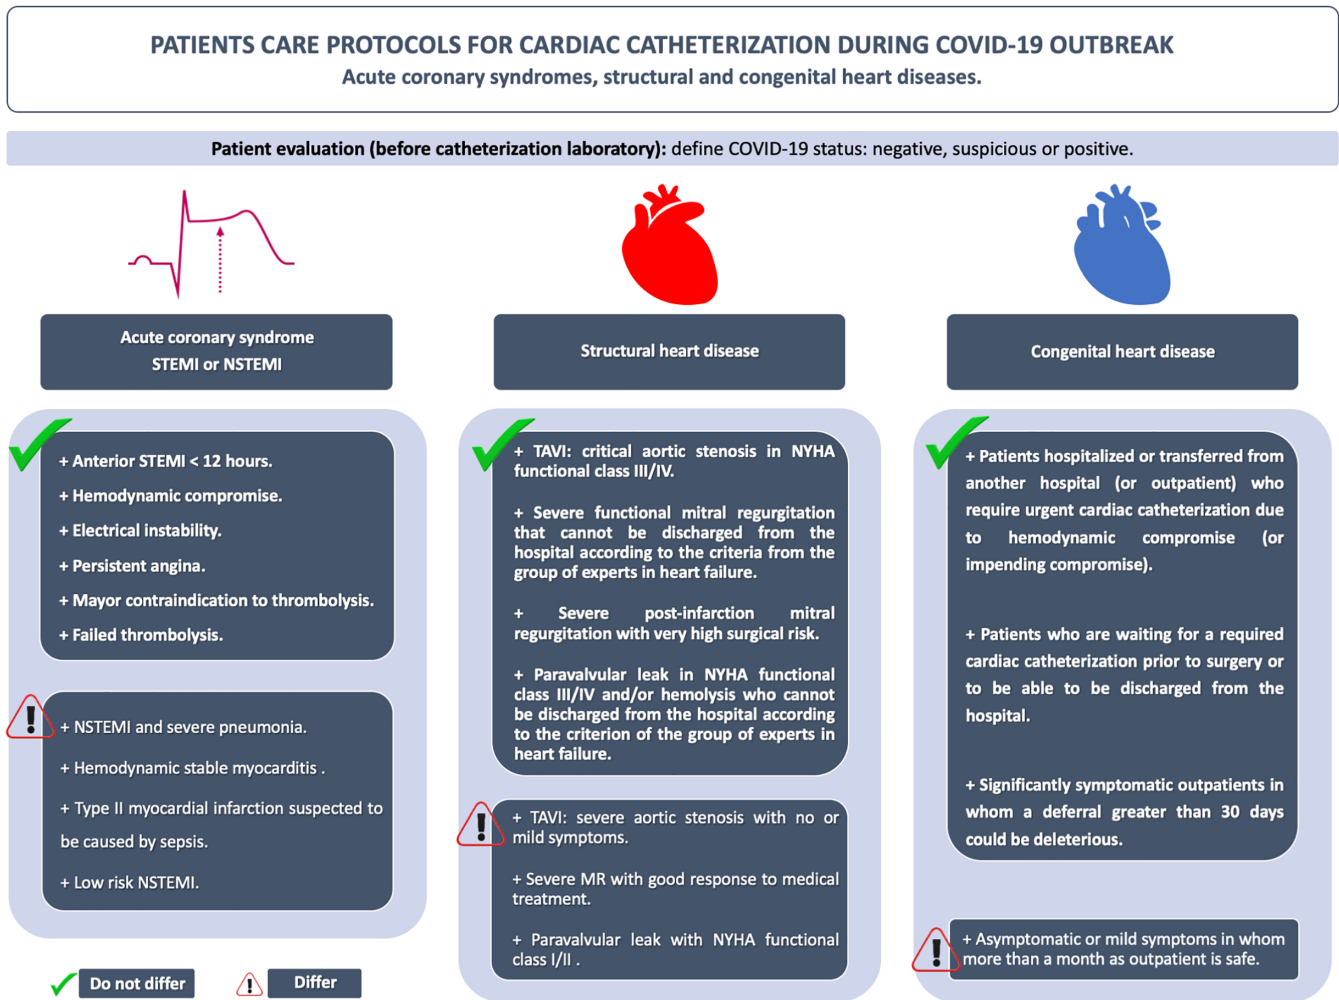 PATIENTS CARE PROTOCOLS FOR CARDIAC CATHETERIZATION DURING COVID-19 OUTBREAK
Acute coronary syndromes, structural and congenital heart diseases.
Patient evaluation (before catheterization laboratory): define COVID-19 status: negative, suspicious or positive.
Acute coronary syndrome
STEMI or NSTEMI
+ Anterior STEMI < 12 hours.
+ Hemodynamic compromise.
+ Electrical instability.
+ Persistent angina.
+ Mayor contraindication to thrombolysis.
+ Failed thrombolysis.
+ NSTEMI and severe pneumonia.
+ Hemodynamic stable myocarditis .
+ Type II myocardial infarction suspected to
be caused by sepsis.
+ Low risk NSTEMI.
Structural heart disease
+ TAVI: critical aortic stenosis in NYHA
functional class III/IV.
+ Severe functional mitral regurgitation
that cannot be discharged from the
hospital according to the criteria from the
group of experts in heart failure.
+ Severe post-infarction mitral
regurgitation with very high surgical risk.
+ Paravalvular leak in NYHA functional
class III/IV and/or hemolysis who cannot
be discharged from the hospital according
to the criterion of the group of experts in
heart failure.
+ TAVI: severe aortic stenosis with no or
mild symptoms.
+ Severe MR with good response to medical
treatment.
+ Paravalvular leak with NYHA functional
class I/II .
Congenital heart disease
+ Patients hospitalized or transferred from
another hospital (or outpatient) who
require urgent cardiac catheterization due
to hemodynamic compromise (or
impending compromise).
+ Patients who are waiting for a required
cardiac catheterization prior to surgery or
to be able to be discharged from the
hospital.
+ Significantly symptomatic outpatients in
whom a deferral greater than 30 days
could be deleterious.
+ Asymptomatic or mild symptoms in whom
more than a month as outpatient is safe.
Do not differ
Differ